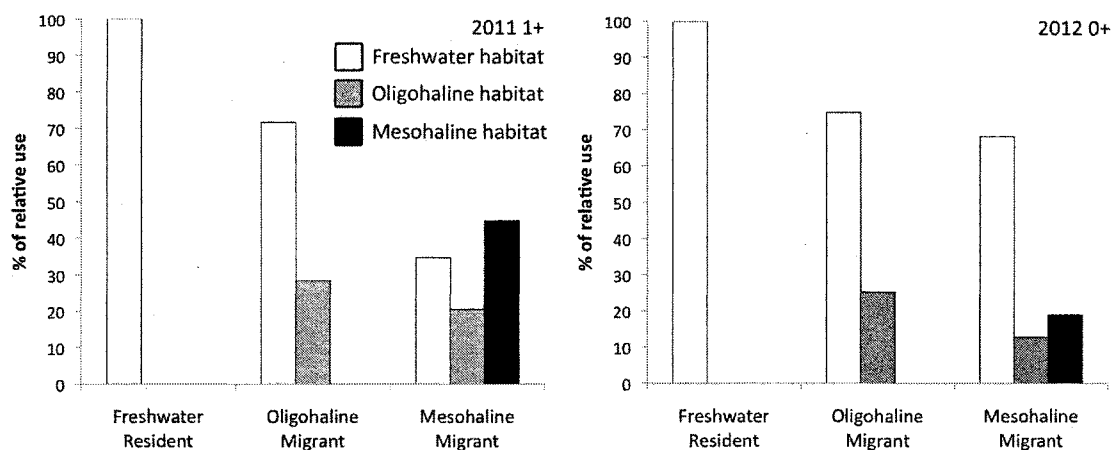 2011 1+
Freshwater habitat
Oligohaline habitat
Mesohaline habitat
% of relative use
100
90
80
70
60
50
40
30
20
10
0
Freshwater Resident
Oligohaline Migrant
Mesohaline Migrant
2012 0+
% of relative use
100
90
80
70
60
50
40
30
20
10
0
Freshwater Resident
Oligohaline Migrant
Mesohaline Migrant